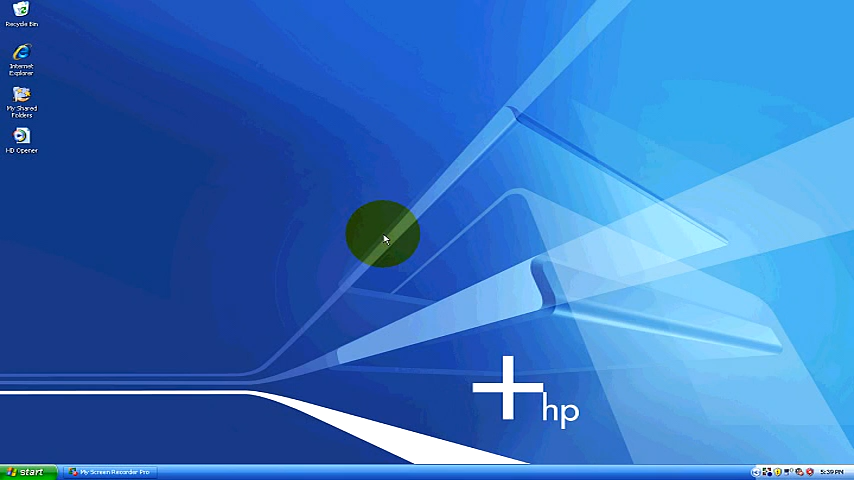 Recycle Bin
Internet
Explorer
My Shared
Folders
HD Opener
hp
start
My Screen Recorder Pro
5:39 PM